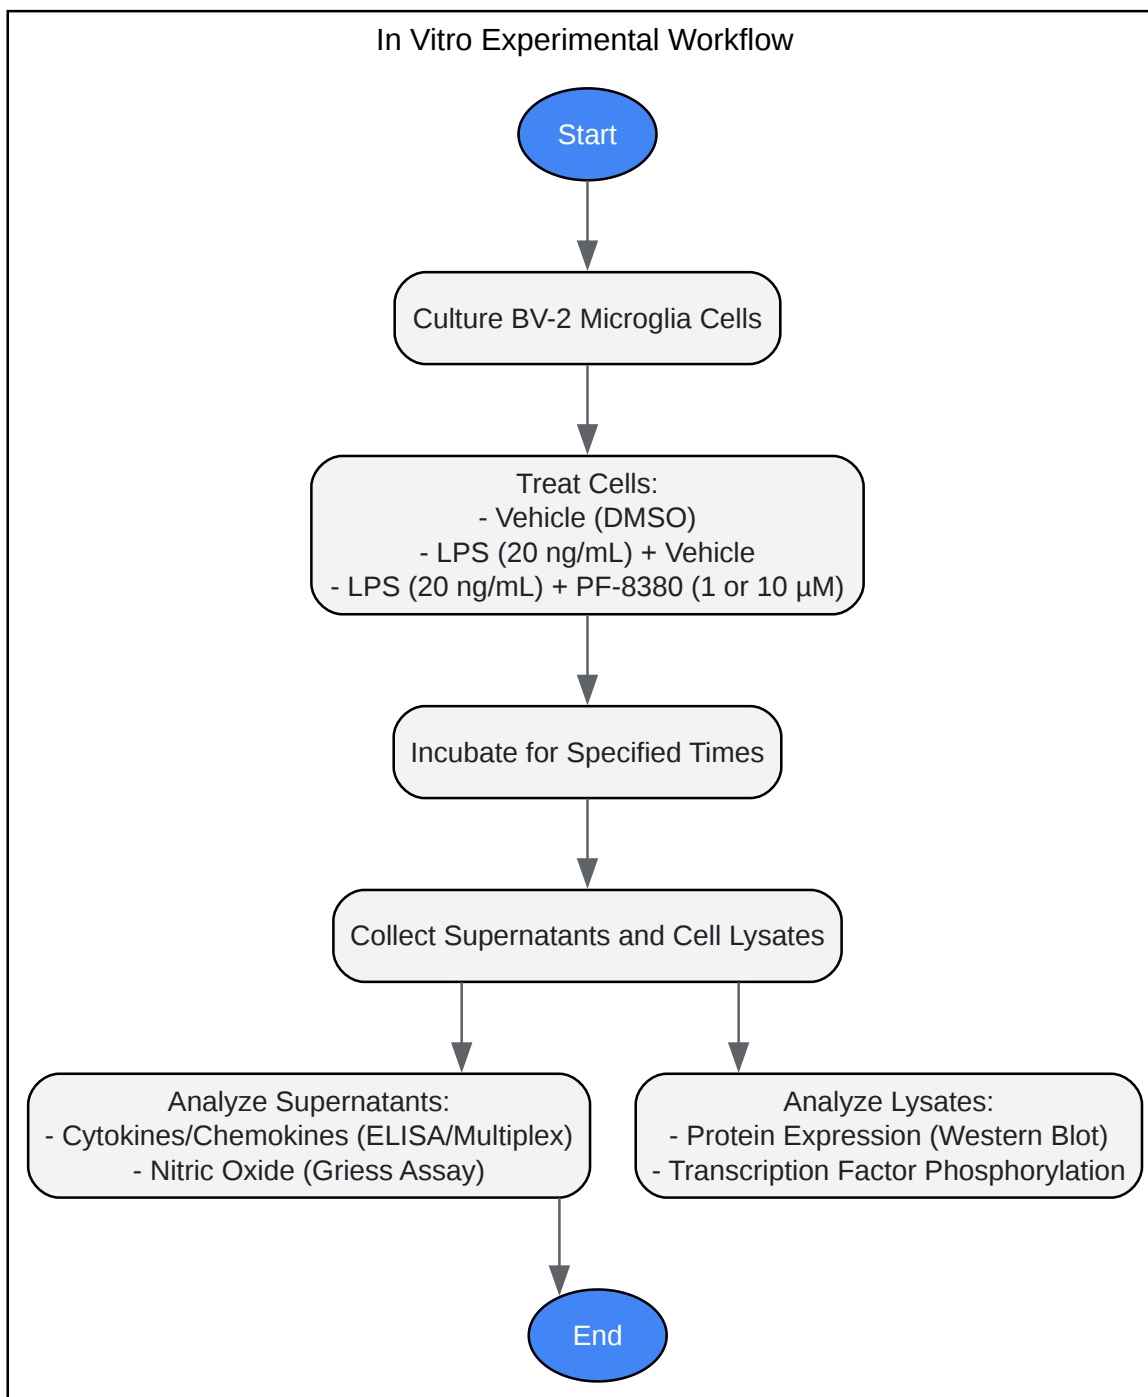 In Vitro Experimental Workflow
Start
Culture BV-2 Microglia Cells
Treat Cells:
- Vehicle (DMSO)
- LPS (20 ng/mL) + Vehicle
- LPS (20 ng/mL) + PF-8380 (1 or 10 µM)
Incubate for Specified Times
Collect Supernatants and Cell Lysates
Analyze Supernatants:
- Cytokines/Chemokines (ELISA/Multiplex)
- Nitric Oxide (Griess Assay)
Analyze Lysates:
- Protein Expression (Western Blot)
- Transcription Factor Phosphorylation
End